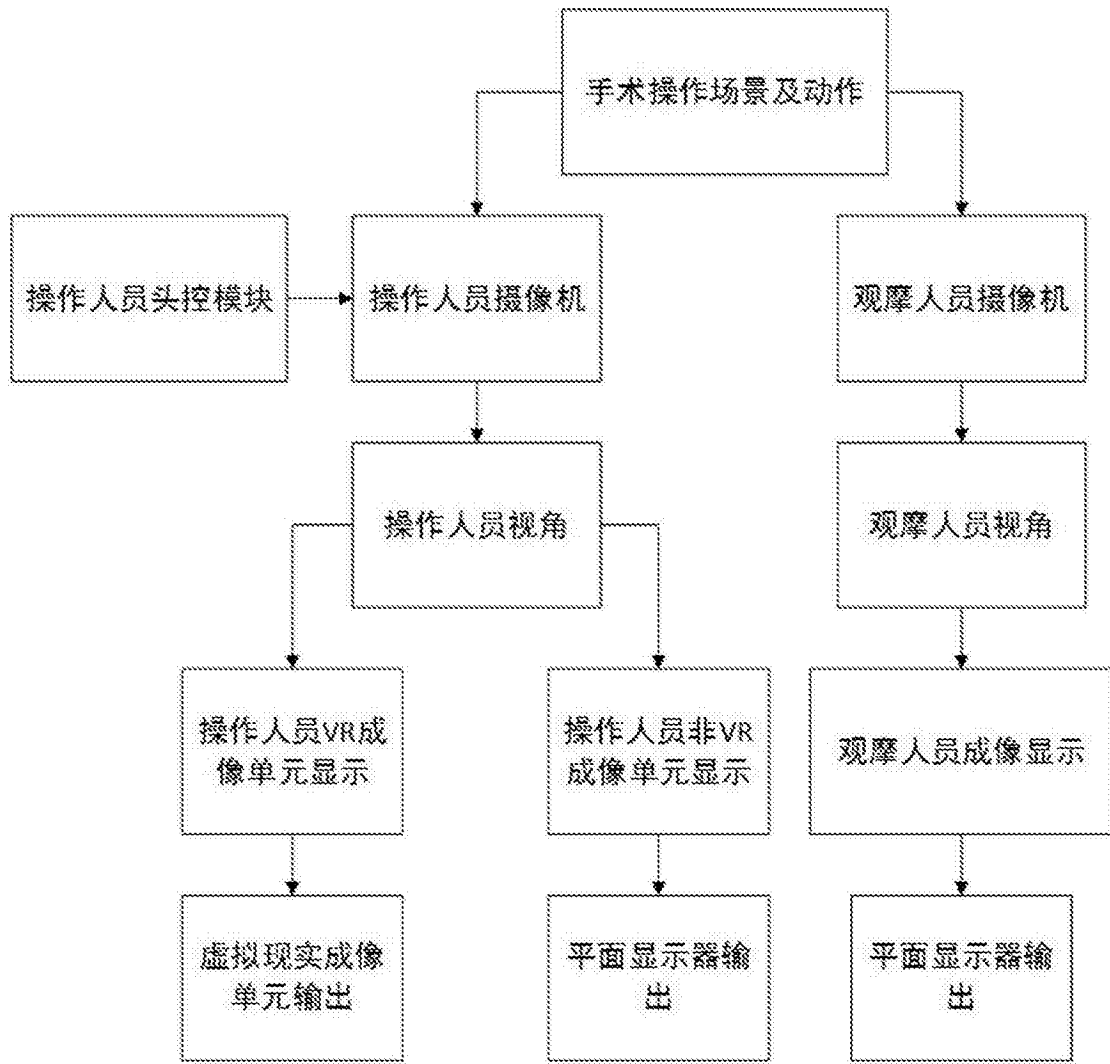 手术操作场景及动作
操作人员头控模块
操作人员摄像机
观摩人员摄像机
操作人员视角
观摩人员视角
操作人员VR成
像单元显示
操作人员非VR
成像单元显示
观摩人员成像显示
虚拟现实成像
单元输出
平面显示器输
出
平面显示器输
出